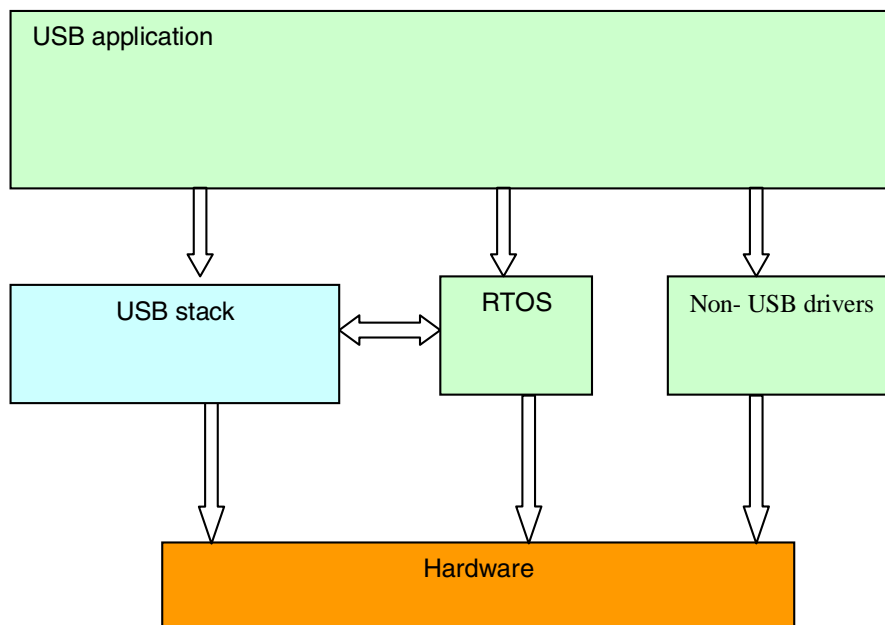 USB application
USB stack
RTOS
Non- USB drivers
Hardware